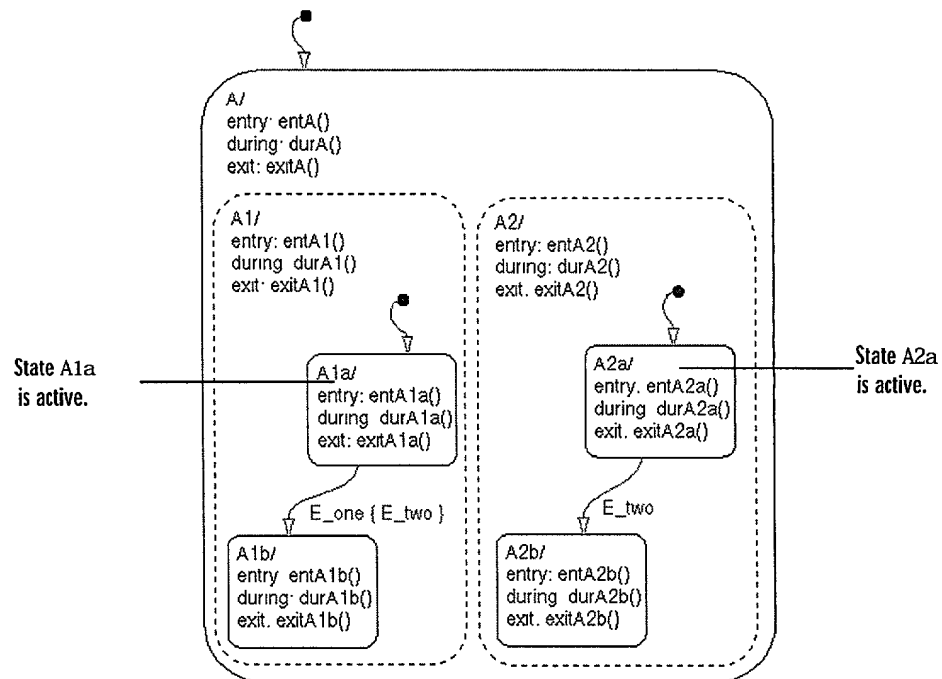 A/
entry· entA()
during· durA()
exit: exitA()
A1/
entry: entA1()
during durA1()
exit· exitA1()
A2/
entry: entA2()
during: durA2()
exit. exitA2()
State A1a
is active.
A1a/
entry: entA1a()
during durA1a()
exit: exitA1a()
A2a/
entry. entA2a()
during durA2a()
exit. exitA2a()
State A2a
is active.
E_one { E_two }
E_two
A1b/
entry entA1b()
during· durA1b()
exit. exitA1b()
A2b/
entry: entA2b()
during durA2b()
exit. exitA2b()